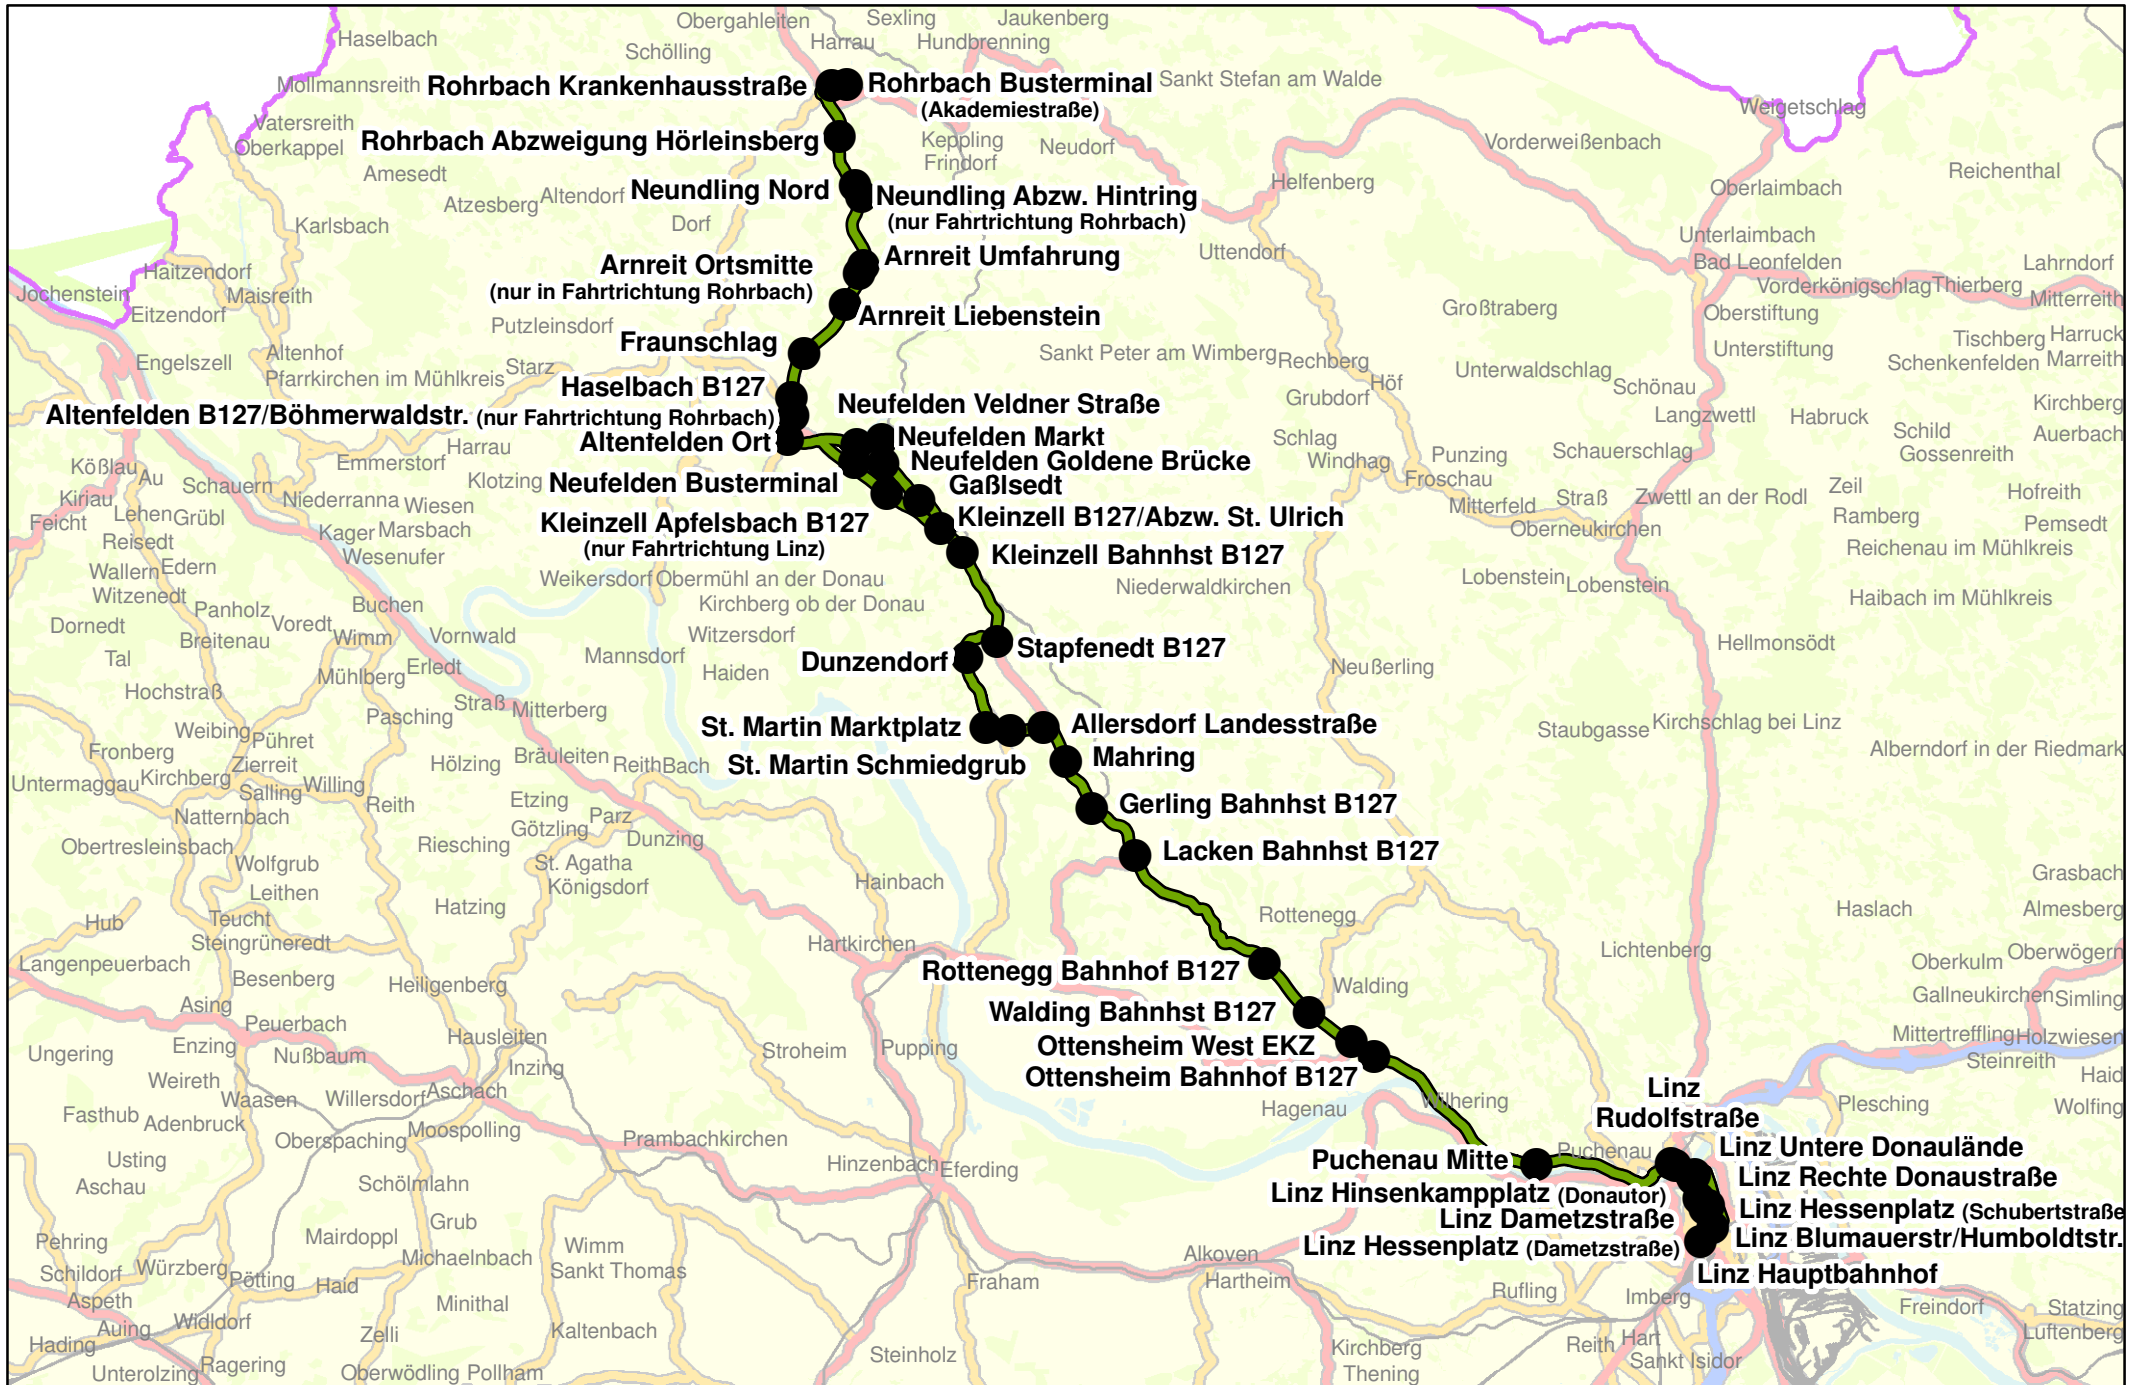 Obergahleiten
Sexling
Jaukenberg
Haselbach
Schölling
Harrau
Hundbrenning
Mollmannsreith
Rohrbach Krankenhausstraße
Rohrbach Busterminal
(Akademiestraße)
Sankt Stefan am Walde
Weigetschlag
Vatersreith
Oberkappel
Rohrbach Abzweigung Hörleinsberg
Keppling
Frindorf
Neudorf
Vorderweißenbach
Reichenthal
Amesedt
Atzesberg
Altendorf
Neundling Nord
Neundling Abzw. Hintring
(nur Fahrtrichtung Rohrbach)
Helfenberg
Oberlaimbach
Karlsbach
Dorf
Uttendorf
Unterlaimbach
Bad Leonfelden
Lahrndorf
Haitzendorf
Arnreit Ortsmitte
(nur in Fahrtrichtung Rohrbach)
Arnreit Umfahrung
Vorderkönigschlag
Thierberg
Mitterreith
Jochenstein
Maisreith
Eitzendorf
Putzleinsdorf
Arnreit Liebenstein
Großtraberg
Oberstiftung
Tischberg
Harruck
Engelszell
Altenhof
Fraunschlag
Sankt Peter am Wimberg
Rechberg
Unterstiftung
Schenkenfelden
Marreith
Pfarrkirchen im Mühlkreis
Starz
Haselbach B127
Höf
Unterwaldschlag
Schönau
Grubdorf
Altenfelden B127/Böhmerwaldstr. (nur Fahrtrichtung Rohrbach)
Neufelden Veldner Straße
Langzwettl
Habruck
Kirchberg
Altenfelden Ort
Neufelden Markt
Schlag
Schild
Auerbach
Harrau
Emmerstorf
Neufelden Goldene Brücke
Windhag
Punzing
Schauerschlag
Gossenreith
Kößlau
Au
Schauern
Klotzing
Neufelden Busterminal
Gaßlsedt
Froschau
Kiriau
Niederranna
Wiesen
Mitterfeld
Straß
Zwettl an der Rodl
Zeil
Hofreith
Feicht
Lehen
Grübl
Kager
Marsbach
Kleinzell Apfelsbach B127
(nur Fahrtrichtung Linz)
Kleinzell B127/Abzw. St. Ulrich
Oberneukirchen
Ramberg
Pemsedt
Reisedt
Wesenufer
Kleinzell Bahnhst B127
Reichenau im Mühlkreis
Wallern
Edern
Witzenedt
Weikersdorf
Obermühl an der Donau
Niederwaldkirchen
Lobenstein
Lobenstein
Haibach im Mühlkreis
Panholz
Buchen
Kirchberg ob der Donau
Dornedt
Voredt
Breitenau
Wimm
Vornwald
Witzersdorf
Hellmonsödt
Tal
Mühlberg
Erledt
Mannsdorf
Haiden
Dunzendorf
Stapfenedt B127
Neußerling
Hochstraß
Straß
Mitterberg
Pasching
Weibing
Pühret
St. Martin Marktplatz
Allersdorf Landesstraße
Staubgasse
Kirchschlag bei Linz
Fronberg
Zierreit
Hölzing
Bräuleiten
Reith
Bach
St. Martin Schmiedgrub
Mahring
Alberndorf in der Riedmark
Untermaggau
Kirchberg
Salling
Willing
Reith
Etzing
Gerling Bahnhst B127
Natternbach
Parz
Götzling
Dunzing
Obertresleinsbach
Riesching
Lacken Bahnhst B127
Wolfgrub
St. Agatha
Königsdorf
Hainbach
Grasbach
Leithen
Hatzing
Rottenegg
Haslach
Almesberg
Hub
Teucht
Steingrüneredt
Hartkirchen
Lichtenberg
Oberwögern
Langenpeuerbach
Besenberg
Heiligenberg
Rottenegg Bahnhof B127
Oberkulm
Walding
Gallneukirchen
Simling
Asing
Peuerbach
Walding Bahnhst B127
Hausleiten
Mittertreffling
Holzwiesen
Ungering
Enzing
Nußbaum
Inzing
Stroheim
Pupping
Ottensheim West EKZ
Steinreith
Weireth
Ottensheim Bahnhof B127
Haid
Waasen
Willersdorf
Aschach
Hagenau
Wilhering
Linz
Rudolfstraße
Plesching
Wolfing
Fasthub
Adenbruck
Oberspaching
Moospolling
Prambachkirchen
Puchenau
Linz Untere Donaulände
Usting
Hinzenbach
Eferding
Puchenau Mitte
Linz Rechte Donaustraße
Aschau
Schölmlahn
Linz Hinsenkampplatz (Donautor)
Linz Hessenplatz (Schubertstraße
Grub
Linz Dametzstraße
Pehring
Mairdoppl
Michaelnbach
Wimm
Alkoven
Linz Hessenplatz (Dametzstraße)
Linz Blumauerstr/Humboldtstr.
Schildorf
Würzberg
Pötting
Haid
Sankt Thomas
Fraham
Hartheim
Linz Hauptbahnhof
Aspeth
Minithal
Rufling
Imberg
Freindorf
Statzing
Auing
Widldorf
Zelli
Kaltenbach
Hading
Steinholz
Kirchberg
Reith
Hart
Luftenberg
Unterolzing
Ragering
Oberwödling
Pollham
Thening
Sankt Isidor